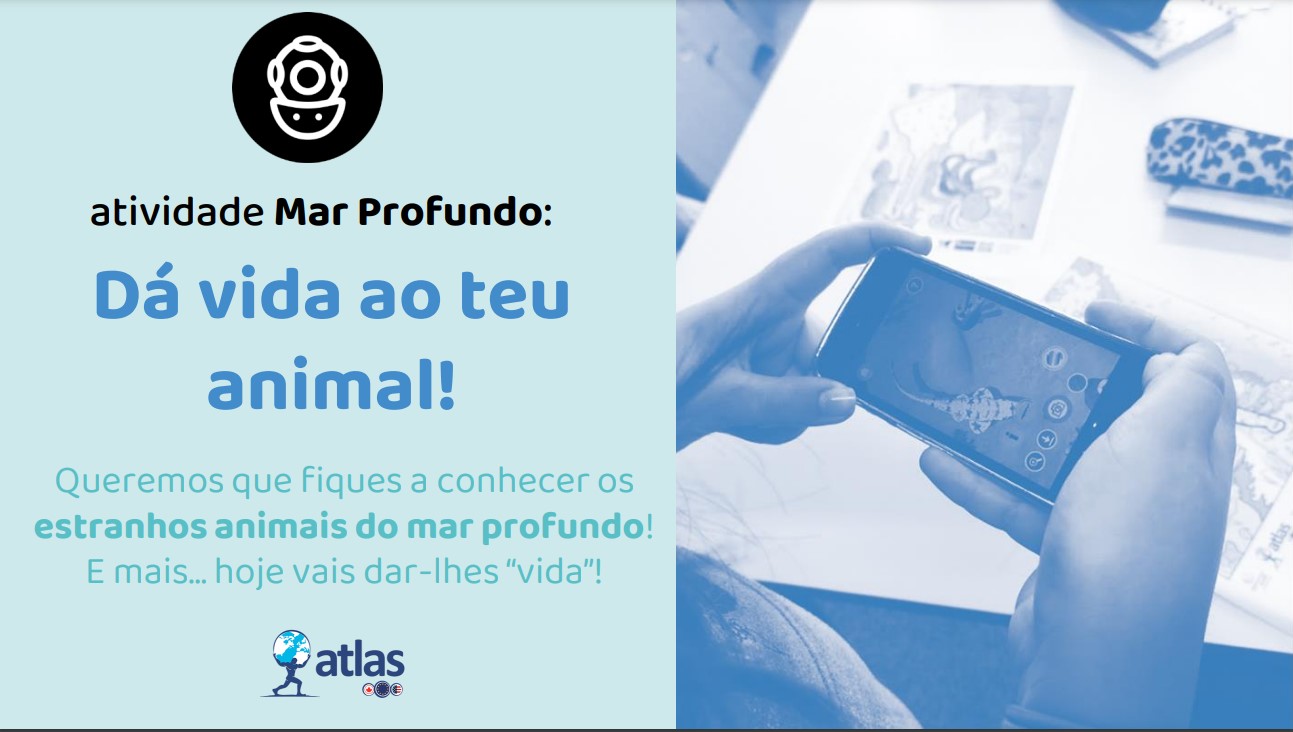 atividade Mar Profundo:
Dá vida ao teu
animal!
Queremos que fiques a conhecer os
estranhos animais do mar profundo!
E mais... hoje vais dar-lhes “vida”!
atlas
atlas